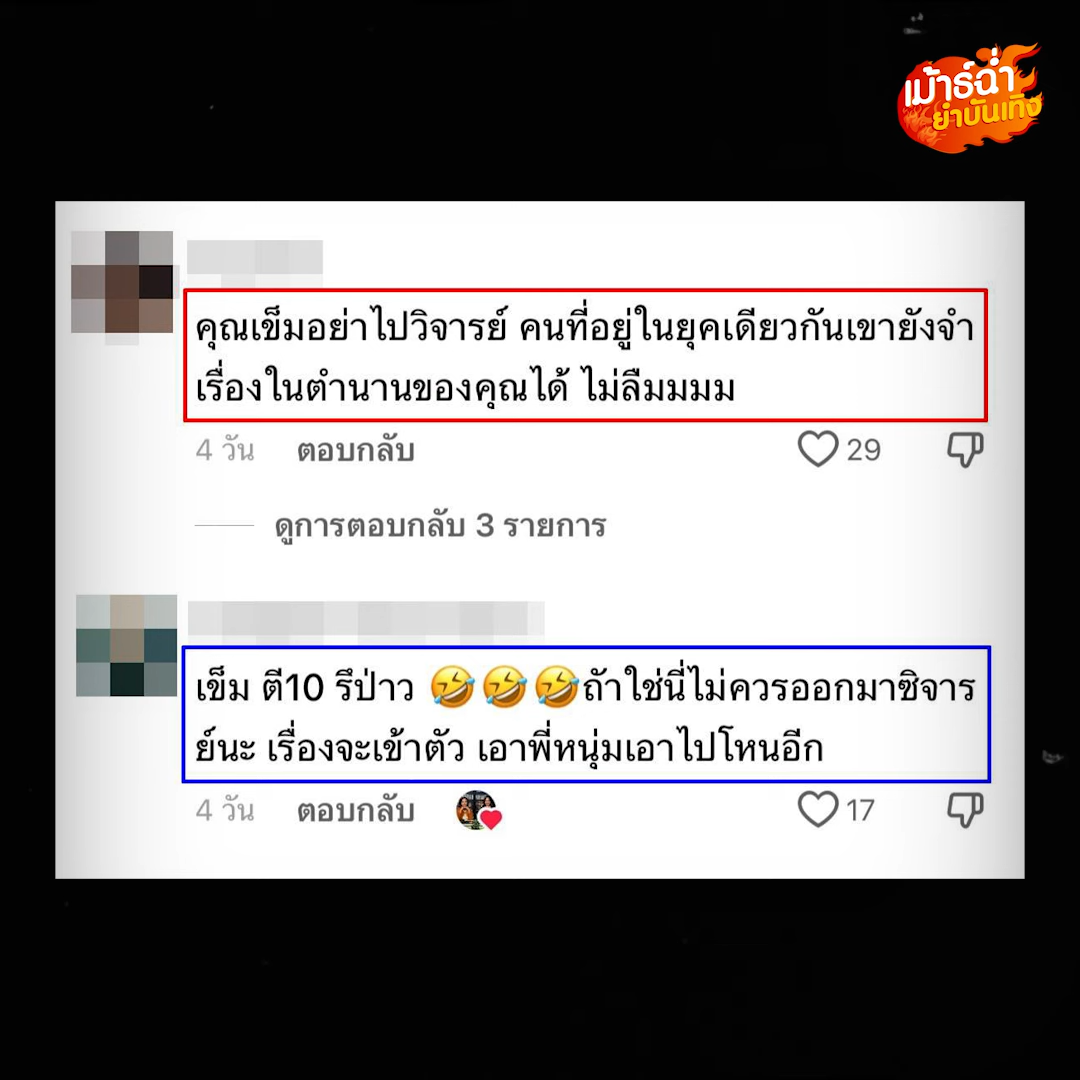 เม้าธ์ฉ่ำ
ยำบันเทิง
คุณเข็มอย่าไปวิจารย์ คนที่อยู่ในยุคเดียวกันเขายังจำ
เรื่องในตำนานของคุณได้ ไม่ลืมมมม
4 วัน ตอบกลับ 29
ดูการตอบกลับ 3 รายการ
เข็ม ตี10 รึป่าว 🤣🤣🤣ถ้าใช่นี่ไม่ควรออกมาซิจาร
ย์นะ เรื่องจะเข้าตัว เอาพี่หนุ่มเอาไปโหนอีก
4 วัน ตอบกลับ 17